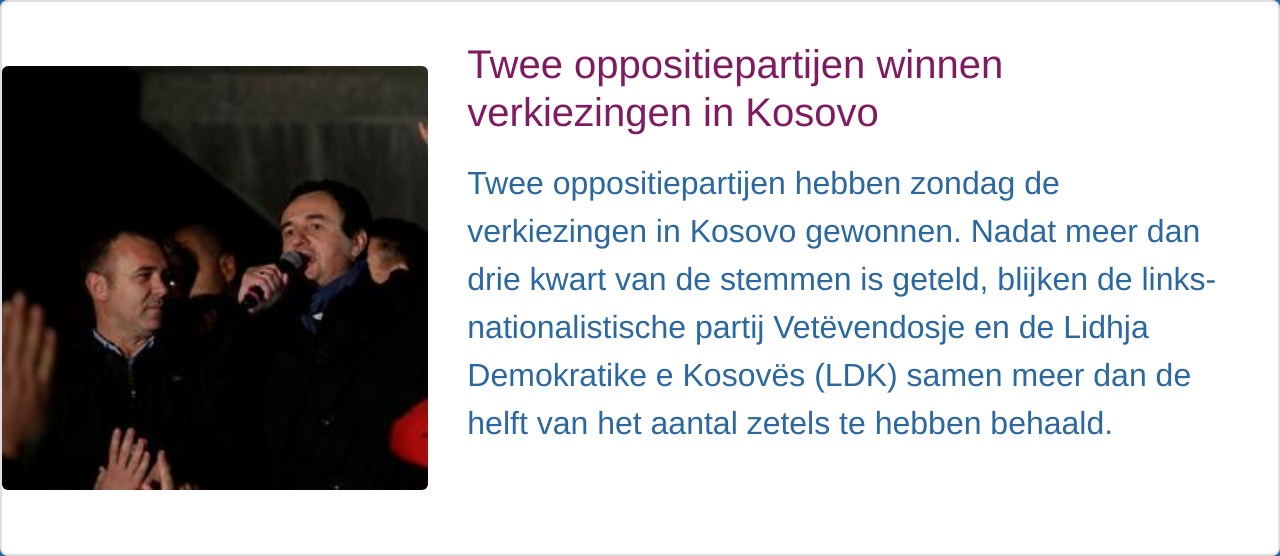 Twee oppositiepartijen winnen
verkiezingen in Kosovo
Twee oppositiepartijen hebben zondag de
verkiezingen in Kosovo gewonnen. Nadat meer dan
drie kwart van de stemmen is geteld, blijken de links-
nationalistische partij Vetëvendosje en de Lidhja
Demokratike e Kosovës (LDK) samen meer dan de
helft van het aantal zetels te hebben behaald.